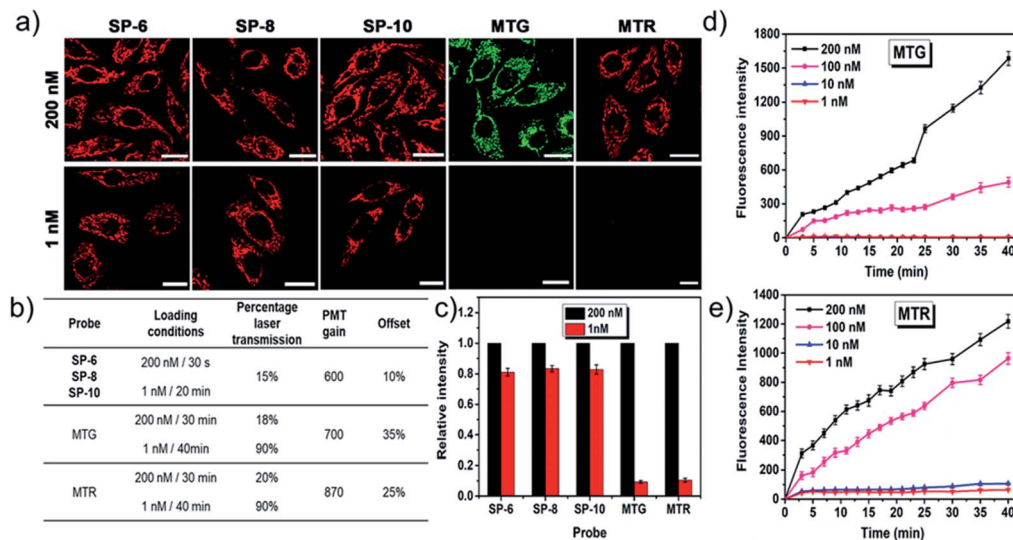 a)
SP-6 SP-8 SP-10 MTG MTR
200 nM
1 nM
b)
Probe Loading conditions Percentage laser transmission PMT gain Offset
SP-6
SP-8
SP-10
200 nM / 30 s
1 nM / 20 min
15% 600 10%
MTG
200 nM / 30 min 18%
1 nM / 40min 90%
700 35%
MTR
200 nM / 30 min 20%
1 nM / 40 min 90%
870 25%
c)
200 nM
1nM
Relative intensity
1.4
1.2
1.0
0.8
0.6
0.4
0.2
0.0
SP-6 SP-8 SP-10 MTG MTR
Probe
d)
MTG
200 nM
100 nM
10 nM
1 nM
Fluorescence intensity
1800
1500
1200
900
600
300
0
0 5 10 15 20 25 30 35 40
Time (min)
e)
MTR
200 nM
100 nM
10 nM
1 nM
Fluorescence Intensity
1400
1200
1000
800
600
400
200
0
0 5 10 15 20 25 30 35 40
Time (min)